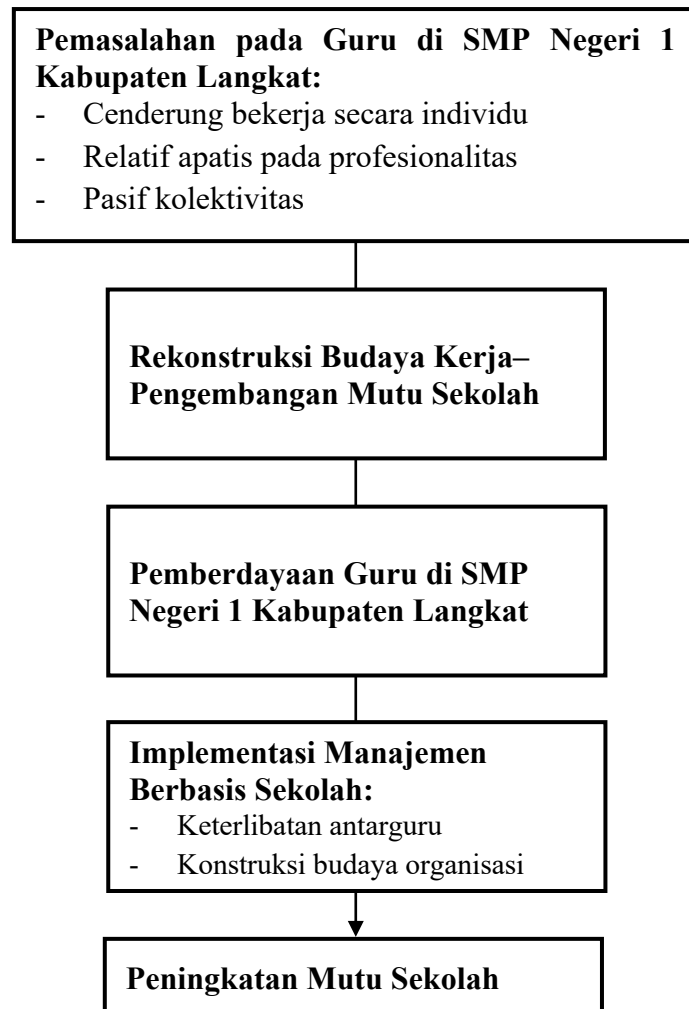 Pemasalahan pada Guru di SMP Negeri 1
Kabupaten Langkat:
- Cenderung bekerja secara individu
- Relatif apatis pada profesionalitas
- Pasif kolektivitas
Rekonstruksi Budaya Kerja–
Pengembangan Mutu Sekolah
Pemberdayaan Guru di SMP
Negeri 1 Kabupaten Langkat
Implementasi Manajemen
Berbasis Sekolah:
- Keterlibatan antarguru
- Konstruksi budaya organisasi
Peningkatan Mutu Sekolah